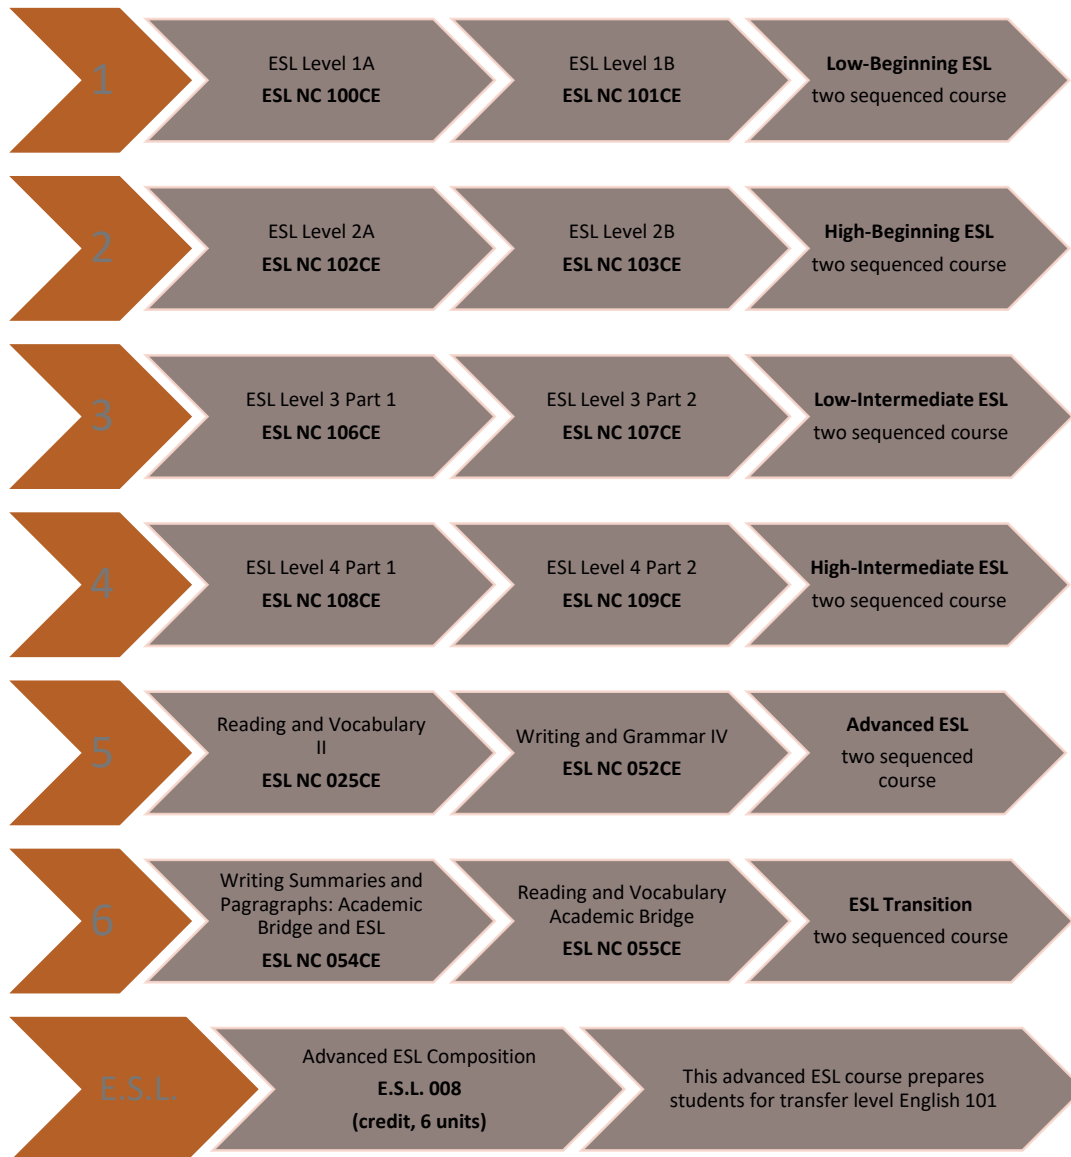 1
ESL Level 1A
ESL NC 100CE
ESL Level 1B
ESL NC 101CE
Low-Beginning ESL
two sequenced course
2
ESL Level 2A
ESL NC 102CE
ESL Level 2B
ESL NC 103CE
High-Beginning ESL
two sequenced course
3
ESL Level 3 Part 1
ESL NC 106CE
ESL Level 3 Part 2
ESL NC 107CE
Low-Intermediate ESL
two sequenced course
4
ESL Level 4 Part 1
ESL NC 108CE
ESL Level 4 Part 2
ESL NC 109CE
High-Intermediate ESL
two sequenced course
5
Reading and Vocabulary
II
ESL NC 025CE
Writing and Grammar IV
ESL NC 052CE
Advanced ESL
two sequenced
course
6
Writing Summaries and
Pagragraphs: Academic
Bridge and ESL
ESL NC 054CE
Reading and Vocabulary
Academic Bridge
ESL NC 055CE
ESL Transition
two sequenced course
E.S.L.
Advanced ESL Composition
E.S.L. 008
(credit, 6 units)
This advanced ESL course prepares
students for transfer level English 101